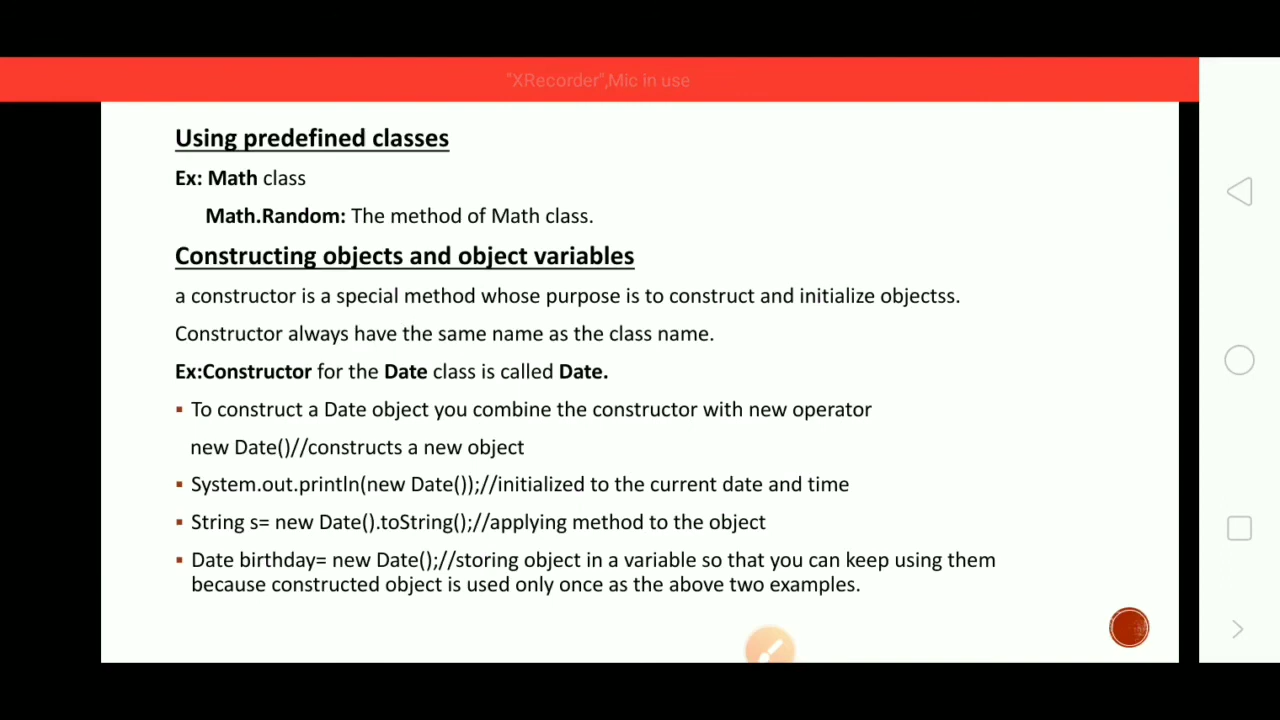 "XRecorder",Mic in use
Using predefined classes
Ex: Math class
Math.Random: The method of Math class.
Constructing objects and object variables
a constructor is a special method whose purpose is to construct and initialize objectss.
Constructor always have the same name as the class name.
Ex:Constructor for the Date class is called Date.
▪ To construct a Date object you combine the constructor with new operator
new Date()//constructs a new object
▪ System.out.println(new Date());//initialized to the current date and time
▪ String s= new Date().toString();//applying method to the object
▪ Date birthday= new Date();//storing object in a variable so that you can keep using them
because constructed object is used only once as the above two examples.